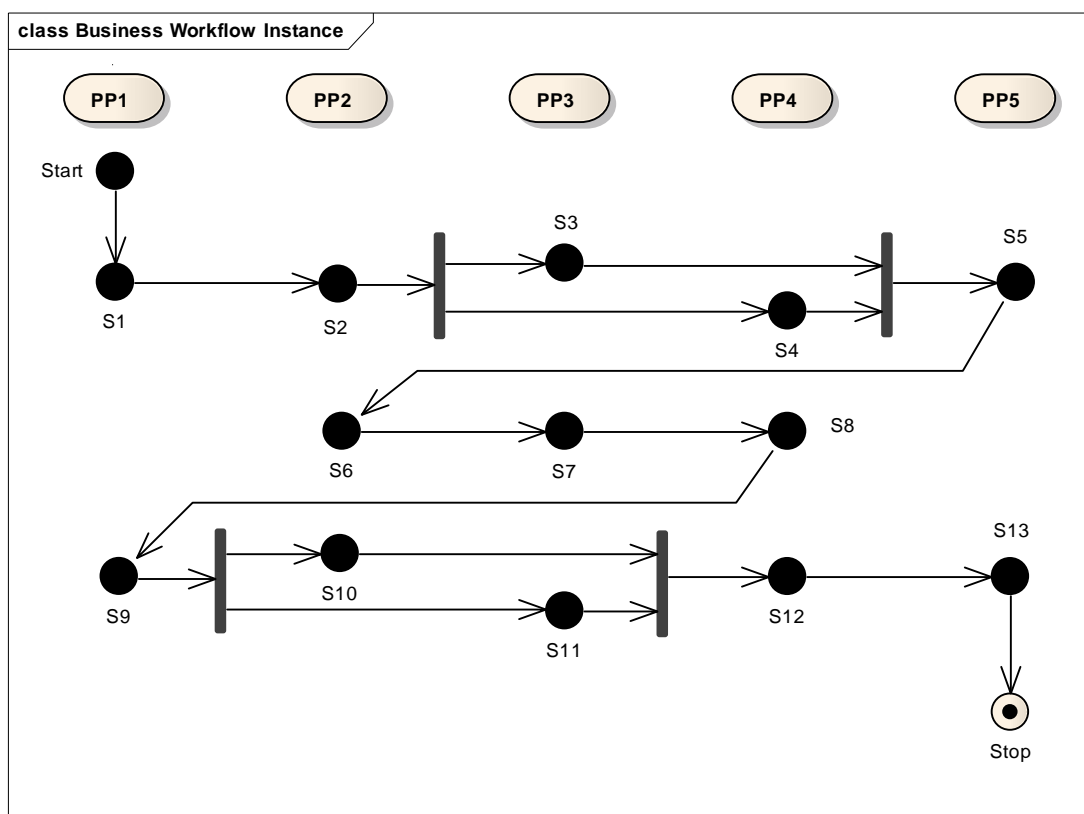 class Business Workflow Instance
PP1 PP2 PP3 PP4 PP5
Start
S3
S5
S1
S2
S4
S8
S6
S7
S13
S10
S9
S12
S11
Stop